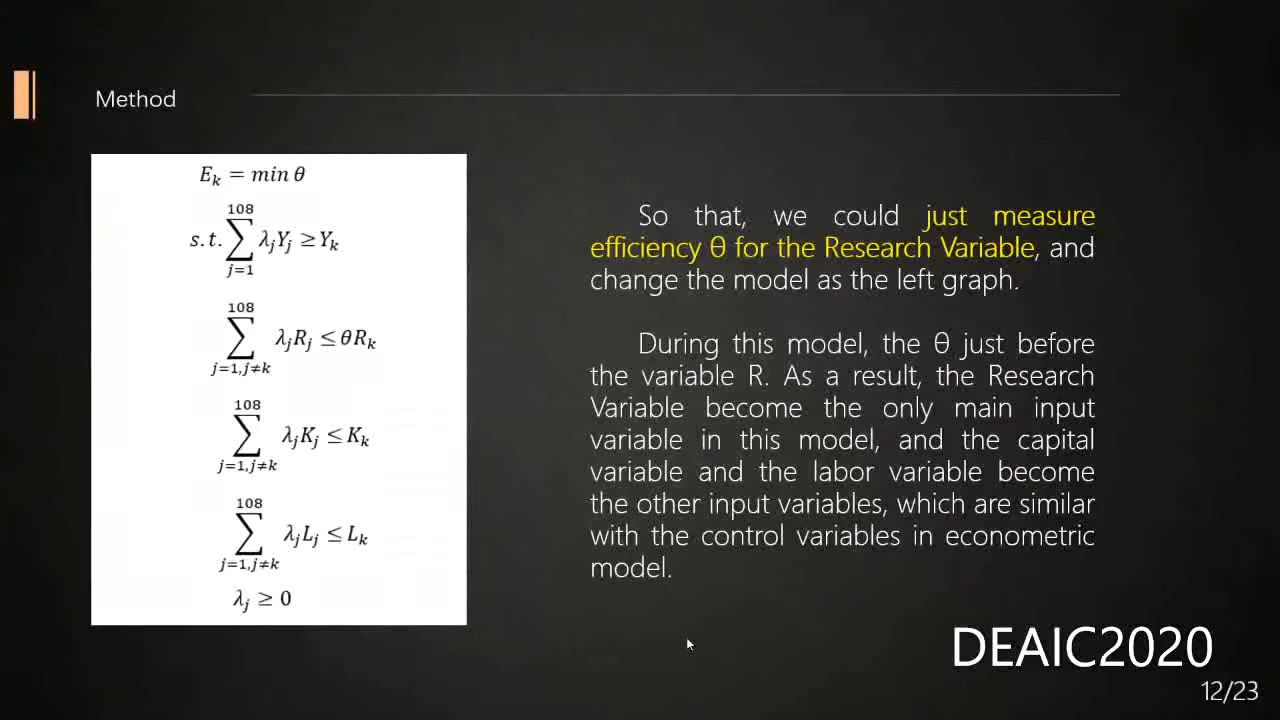 Method
E_k = min θ
s.t. ∑_{j=1}^{108} λ_j Y_j ≥ Y_k
∑_{j=1,j≠k}^{108} λ_j R_j ≤ θR_k
∑_{j=1,j≠k}^{108} λ_j K_j ≤ K_k
∑_{j=1,j≠k}^{108} λ_j L_j ≤ L_k
λ_j ≥ 0
So that, we could just measure
efficiency θ for the Research Variable, and
change the model as the left graph.
During this model, the θ just before
the variable R. As a result, the Research
Variable become the only main input
variable in this model, and the capital
variable and the labor variable become
the other input variables, which are similar
with the control variables in econometric
model.
DEAIC2020
12/23